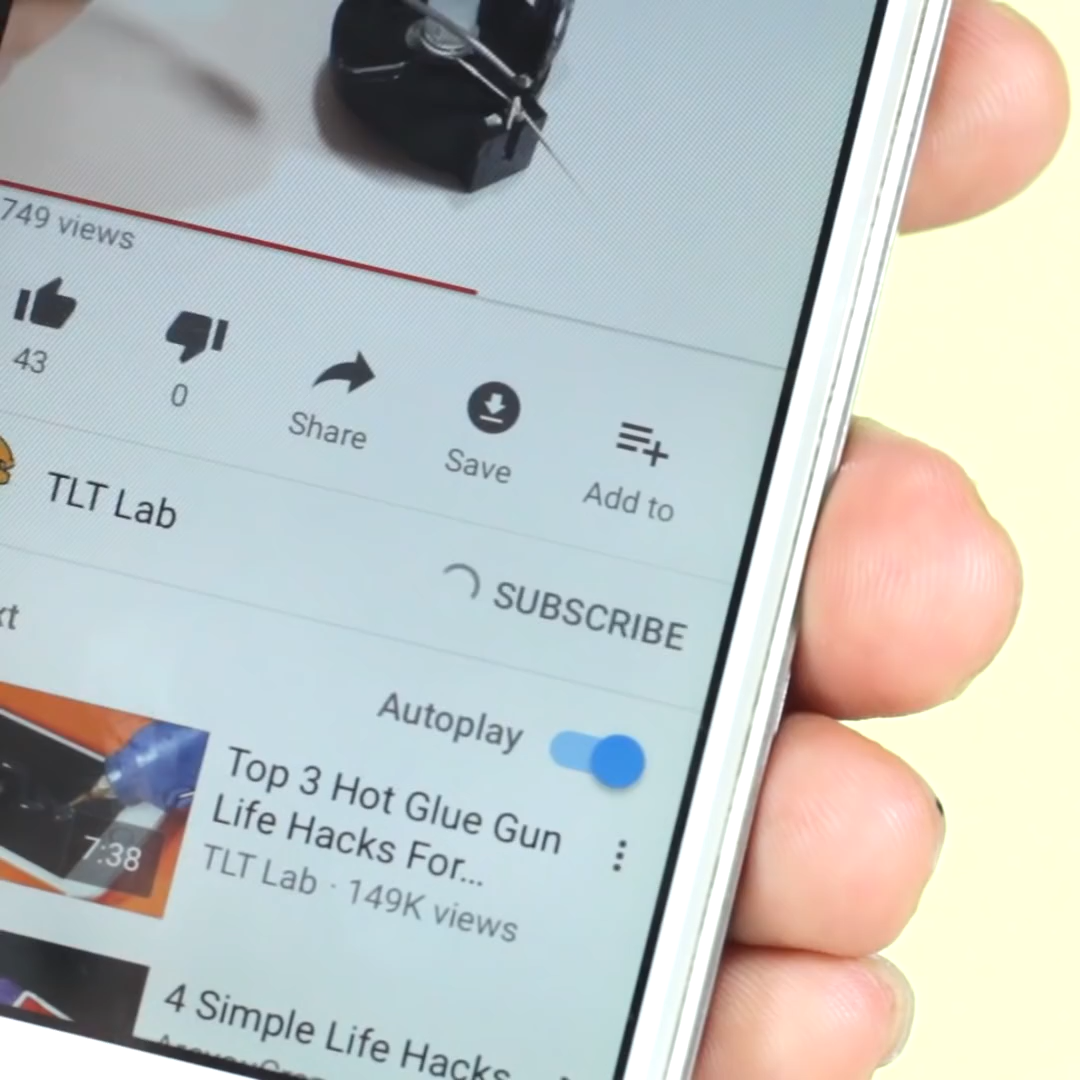 749 views
43
0
Share
Save
Add to
TLT Lab
SUBSCRIBE
xt
Autoplay
Top 3 Hot Glue Gun
Life Hacks For...
TLT Lab · 149K views
7:38
4 Simple Life Hacks